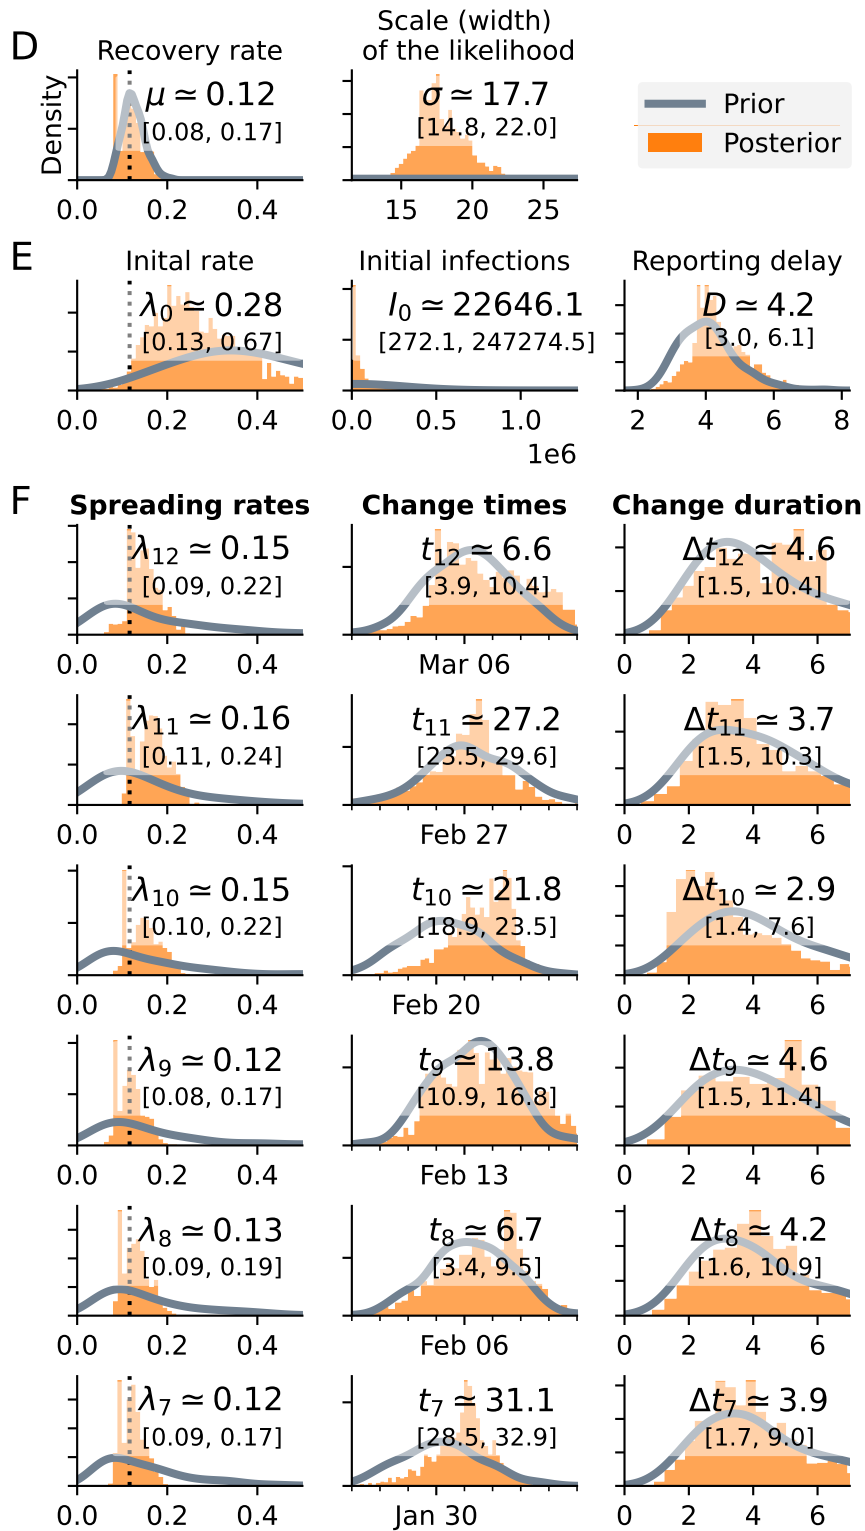 D
Recovery rate
Scale (width)
of the likelihood
Density
μ ≃ 0.12
[0.08, 0.17]
σ ≃ 17.7
[14.8, 22.0]
Prior
Posterior
0.0 0.2 0.4
15 20 25
E
Inital rate
Initial infections
Reporting delay
λ0 ≃ 0.28
[0.13, 0.67]
I0 ≃ 22646.1
[272.1, 247274.5]
D ≃ 4.2
[3.0, 6.1]
0.0 0.2 0.4
0.0 0.5 1.0
1e6
2 4 6 8
F
Spreading rates
Change times
Change duration
λ12 ≃ 0.15
[0.09, 0.22]
t12 ≃ 6.6
[3.9, 10.4]
Δt12 ≃ 4.6
[1.5, 10.4]
0.0 0.2 0.4
Mar 06
0 2 4 6
λ11 ≃ 0.16
[0.11, 0.24]
t11 ≃ 27.2
[23.5, 29.6]
Δt11 ≃ 3.7
[1.5, 10.3]
0.0 0.2 0.4
Feb 27
0 2 4 6
λ10 ≃ 0.15
[0.10, 0.22]
t10 ≃ 21.8
[18.9, 23.5]
Δt10 ≃ 2.9
[1.4, 7.6]
0.0 0.2 0.4
Feb 20
0 2 4 6
λ9 ≃ 0.12
[0.08, 0.17]
t9 ≃ 13.8
[10.9, 16.8]
Δt9 ≃ 4.6
[1.5, 11.4]
0.0 0.2 0.4
Feb 13
0 2 4 6
λ8 ≃ 0.13
[0.09, 0.19]
t8 ≃ 6.7
[3.4, 9.5]
Δt8 ≃ 4.2
[1.6, 10.9]
0.0 0.2 0.4
Feb 06
0 2 4 6
λ7 ≃ 0.12
[0.09, 0.17]
t7 ≃ 31.1
[28.5, 32.9]
Δt7 ≃ 3.9
[1.7, 9.0]
0.0 0.2 0.4
Jan 30
0 2 4 6